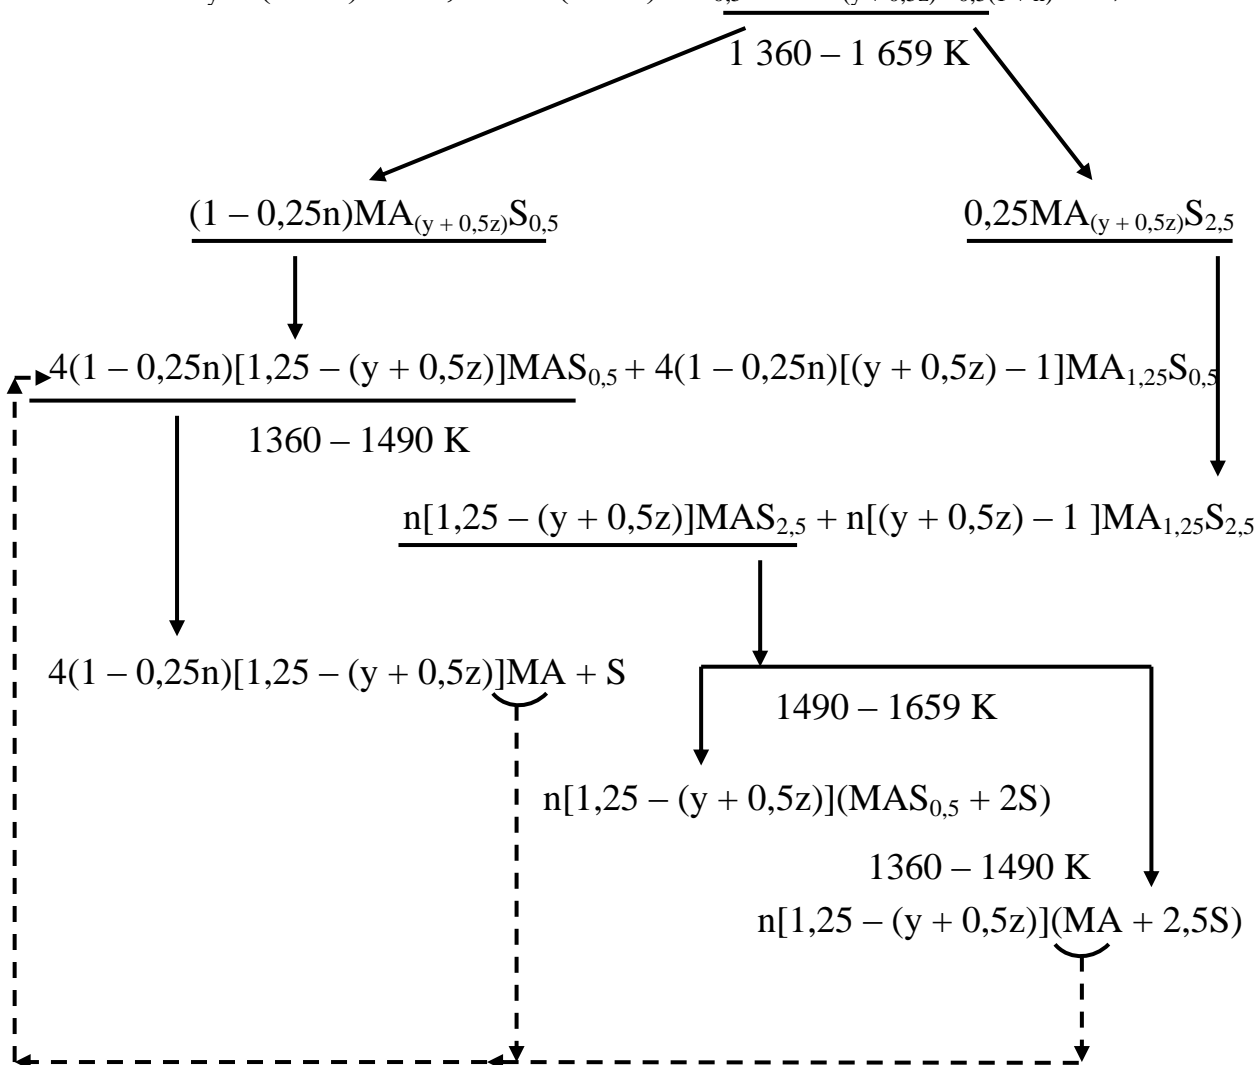 1 360 – 1 659 K
(1 – 0,25n)MA(y + 0,5z)S0,5 0,25MA(y + 0,5z)S2,5
4(1 – 0,25n)[1,25 – (y + 0,5z)]MAS0,5 + 4(1 – 0,25n)[(y + 0,5z) – 1]MA1,25S0,5
1360 – 1490 K
n[1,25 – (y + 0,5z)]MAS2,5 + n[(y + 0,5z) – 1 ]MA1,25S2,5
4(1 – 0,25n)[1,25 – (y + 0,5z)]MA + S
1490 – 1659 K
n[1,25 – (y + 0,5z)](MAS0,5 + 2S)
1360 – 1490 K
n[1,25 – (y + 0,5z)](MA + 2,5S)